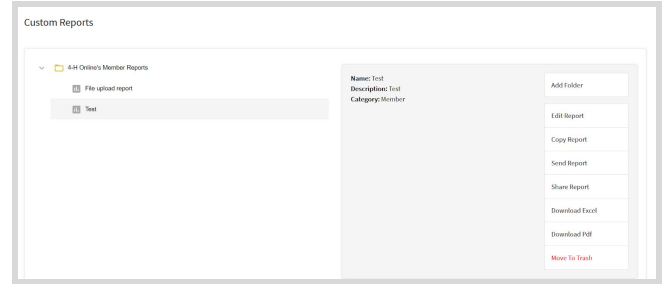 Custom Reports
4-H Online's Member Reports
File upload report
Test
Name: Test
Description: Test
Category: Member
Add Folder
Edit Report
Copy Report
Send Report
Share Report
Download Excel
Download Pdf
Move To Trash